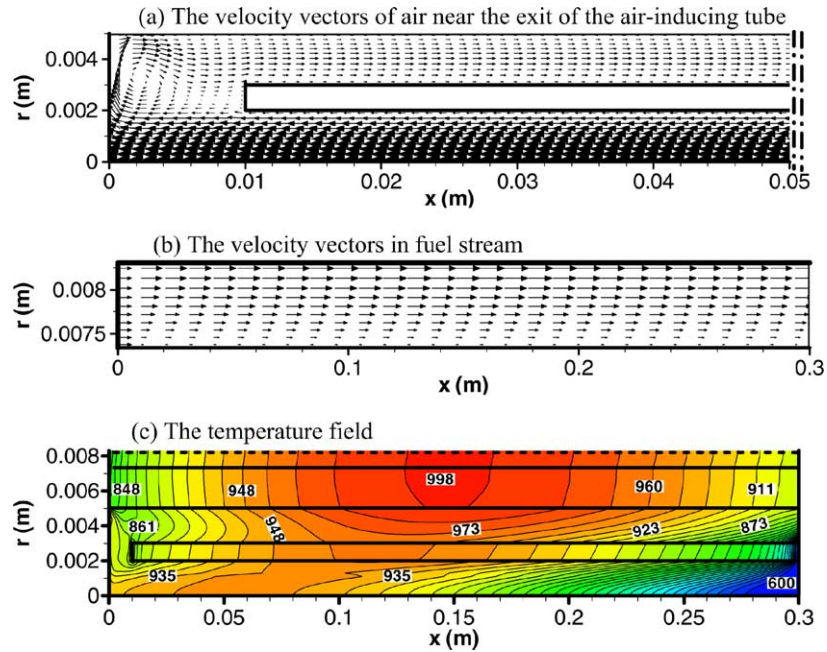 (a) The velocity vectors of air near the exit of the air-inducing tube
0.004
0.002
0
r (m)
0 0.01 0.02 0.03 0.04 0.05
x (m)
(b) The velocity vectors in fuel stream
0.008
0.0075
r (m)
0 0.1 0.2 0.3
x (m)
(c) The temperature field
0.008
0.006
0.004
0.002
0
r (m)
848 948 998 960 911
861 948 973 923 873
935 935 600
0 0.05 0.1 0.15 0.2 0.25 0.3
x (m)